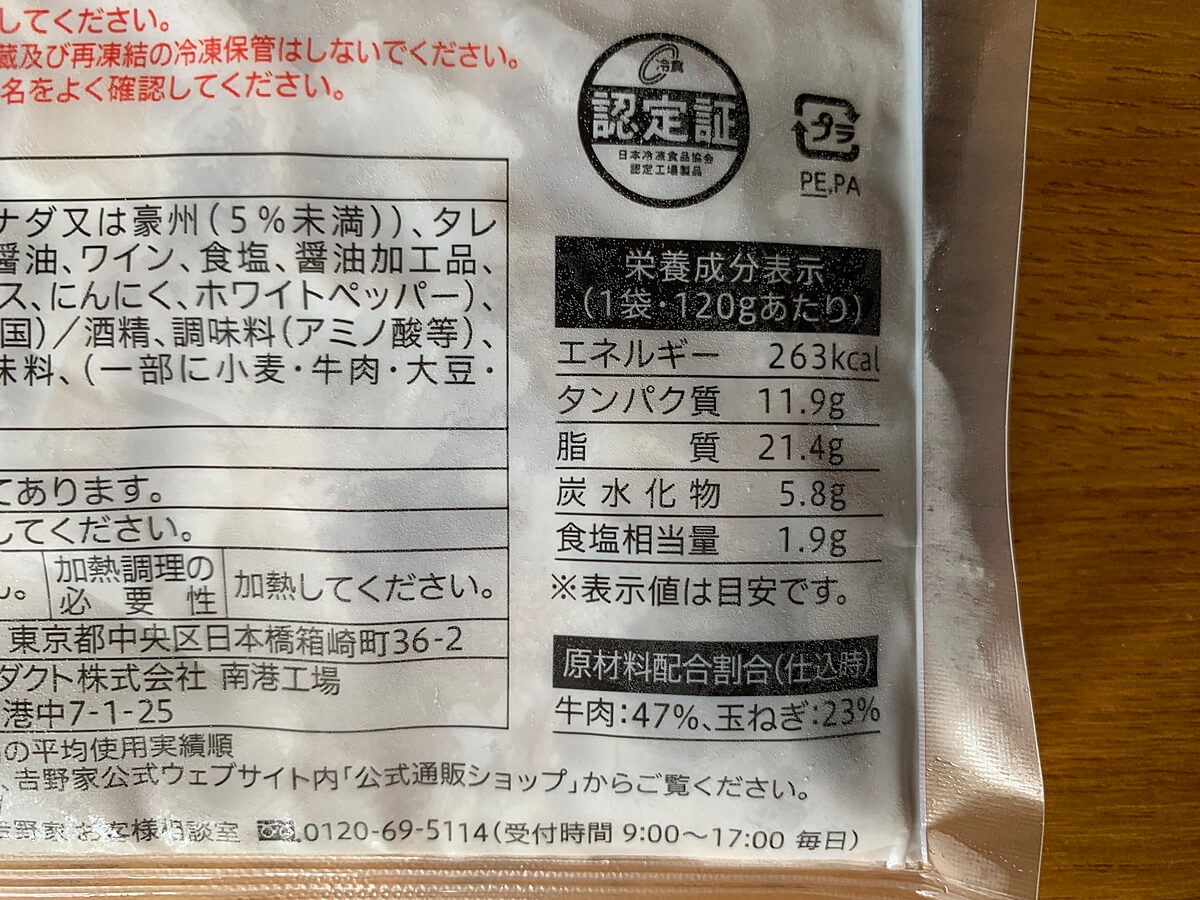 してください。
蔵及び再凍結の冷凍保管はしないでください。
名をよく確認してください。
冷食
認定証
日本冷凍食品協会
認定工場製品
プラ
PE,PA
ナダ又は豪州(5%未満))、タレ
醤油、ワイン、食塩、醤油加工品、
ス、にんにく、ホワイトペッパー)、
国)/酒精、調味料(アミノ酸等)、
味料、(一部に小麦・牛肉・大豆・
てあります。
してください。
ん。
加熱調理の
必要性
加熱してください。
東京都中央区日本橋箱崎町36-2
ダクト株式会社 南港工場
港中7-1-25
の平均使用実績順
、吉野家公式ウェブサイト内「公式通販ショップ」からご覧ください。
吉野家 お客様相談室 0120-69-5114(受付時間 9:00〜17:00 毎日)
栄養成分表示
(1袋・120gあたり)
エネルギー 263kcal
タンパク質 11.9g
脂質 21.4g
炭水化物 5.8g
食塩相当量 1.9g
※表示値は目安です。
原材料配合割合(仕込時)
牛肉:47%、玉ねぎ:23%